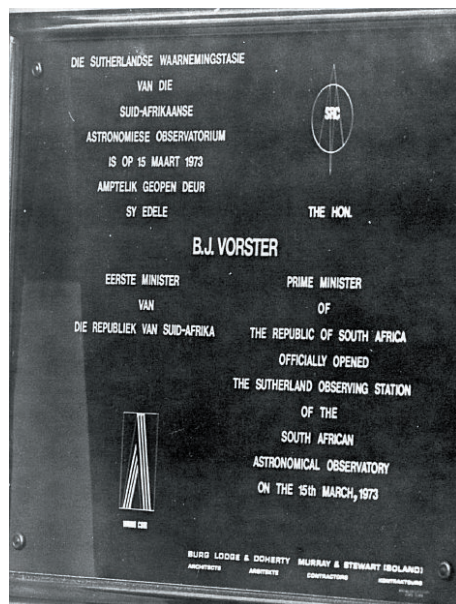 DIE SUTHERLANDSE WAARNEMINGSTASIE
VAN DIE
SUID-AFRIKAANSE
ASTRONOMIESE OBSERVATORIUM
IS OP 15 MAART 1973
AMPTELIK GEOPEN DEUR
SY EDELE
SRC
THE HON.
B.J. VORSTER
EERSTE MINISTER
VAN
DIE REPUBLIEK VAN SUID-AFRIKA
PRIME MINISTER
OF
THE REPUBLIC OF SOUTH AFRICA
OFFICIALLY OPENED
THE SUTHERLAND OBSERVING STATION
OF THE
SOUTH AFRICAN
ASTRONOMICAL OBSERVATORY
ON THE 15th MARCH, 1973
BURG LODGE & DOHERTY MURRAY & STEWART (BOLAND)
ARCHITECTS ARGITEKTE CONTRACTORS KONTRAKTEURS